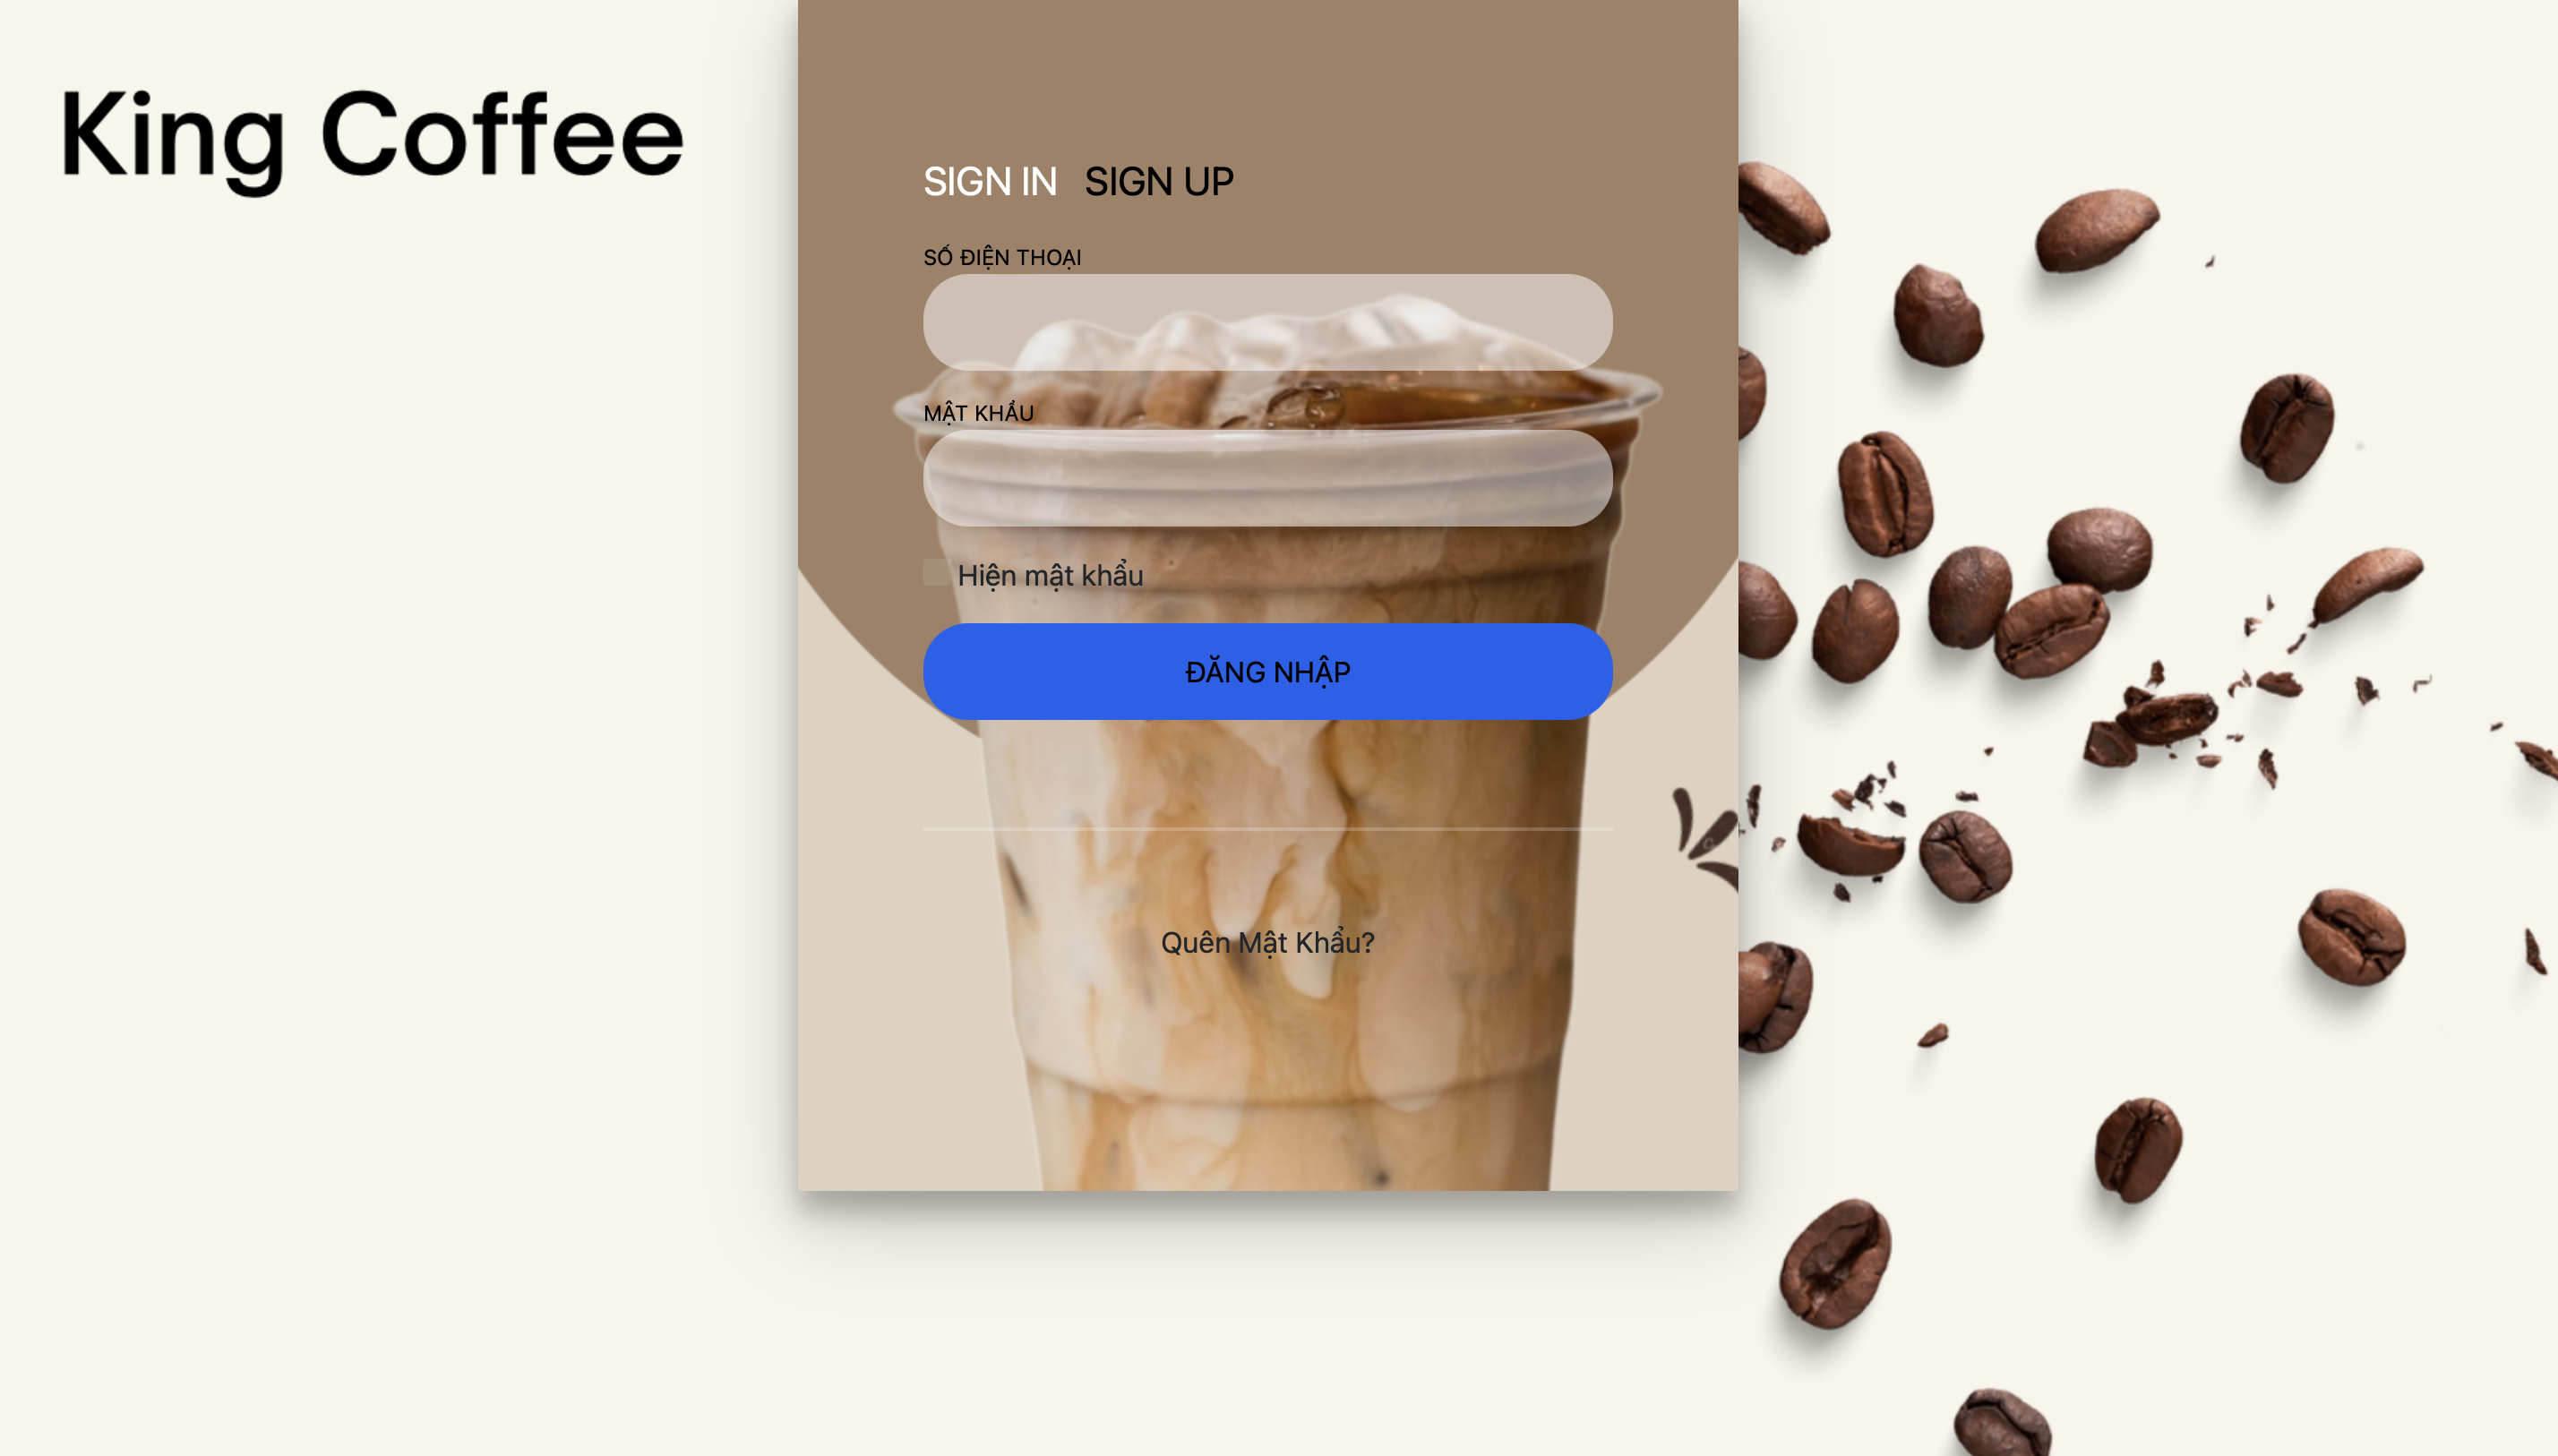 King Coffee
SIGN IN SIGN UP
SỐ ĐIỆN THOẠI
MẬT KHẨU
Hiện mật khẩu
ĐĂNG NHẬP
Quên Mật Khẩu?